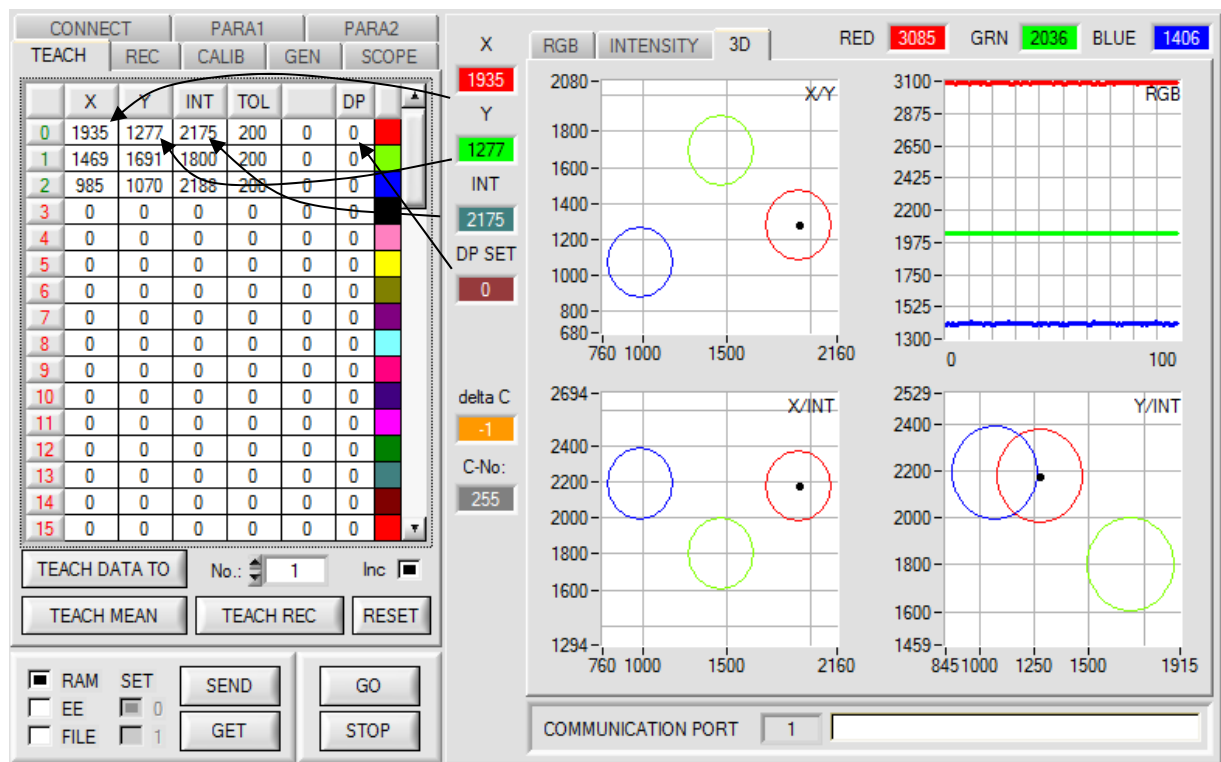 CONNECT PARA1 PARA2
TEACH REC CALIB GEN SCOPE
X Y INT TOL DP
0 1935 1277 2175 200 0 0
1 1469 1691 1800 200 0 0
2 985 1070 2188 200 0 0
3 0 0 0 0 0 0
4 0 0 0 0 0 0
5 0 0 0 0 0 0
6 0 0 0 0 0 0
7 0 0 0 0 0 0
8 0 0 0 0 0 0
9 0 0 0 0 0 0
10 0 0 0 0 0 0
11 0 0 0 0 0 0
12 0 0 0 0 0 0
13 0 0 0 0 0 0
14 0 0 0 0 0 0
15 0 0 0 0 0 0
TEACH DATA TO No.: 1 Inc
TEACH MEAN TEACH REC RESET
RAM SET SEND GO
EE 0
FILE 1 GET STOP
X
1935
Y
1277
INT
2175
DP SET
0
delta C
-1
C-No:
255
RGB INTENSITY 3D RED 3085 GRN 2036 BLUE 1406
X/Y
2080
1800
1600
1400
1200
1000
800
680
760 1000 1500 2160
RGB
3100
2875
2650
2425
2200
1975
1750
1525
1300
0 100
X/INT
2694
2400
2200
2000
1800
1600
1294
760 1000 1500 2160
Y/INT
2529
2400
2200
2000
1800
1600
1459
845 1000 1250 1500 1915
COMMUNICATION PORT 1